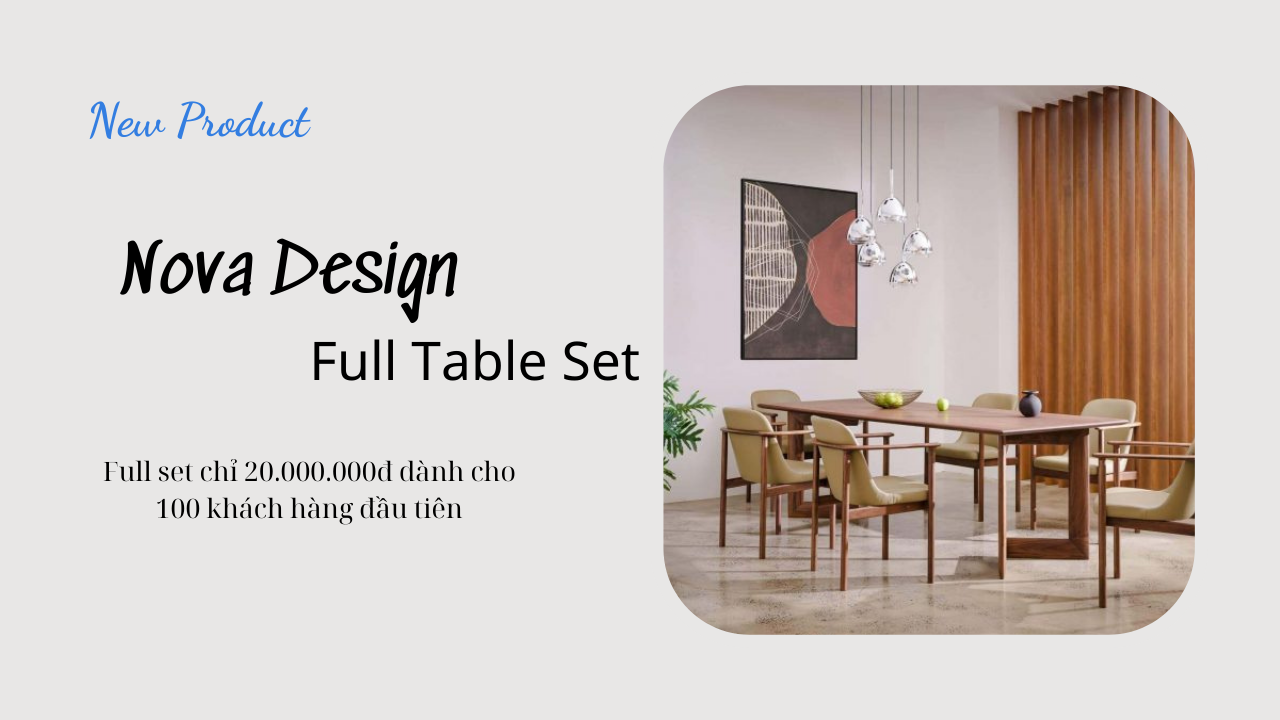 New Product
Nova Design
Full Table Set
Full set chỉ 20.000.000đ dành cho
100 khách hàng đầu tiên